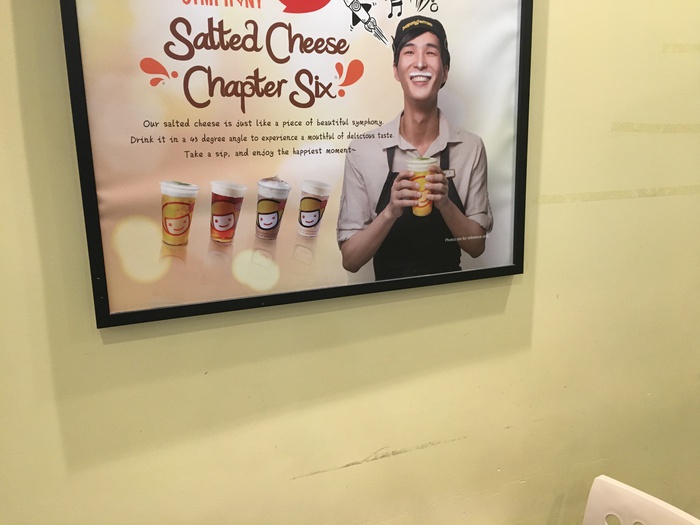 SYMPHONY
Salted Cheese
Chapter Six
Our salted cheese is just like a piece of beautiful symphony.
Drink it in a 45 degree angle to experience a mouthful of delicious taste.
Take a sip, and enjoy the happiest moment~